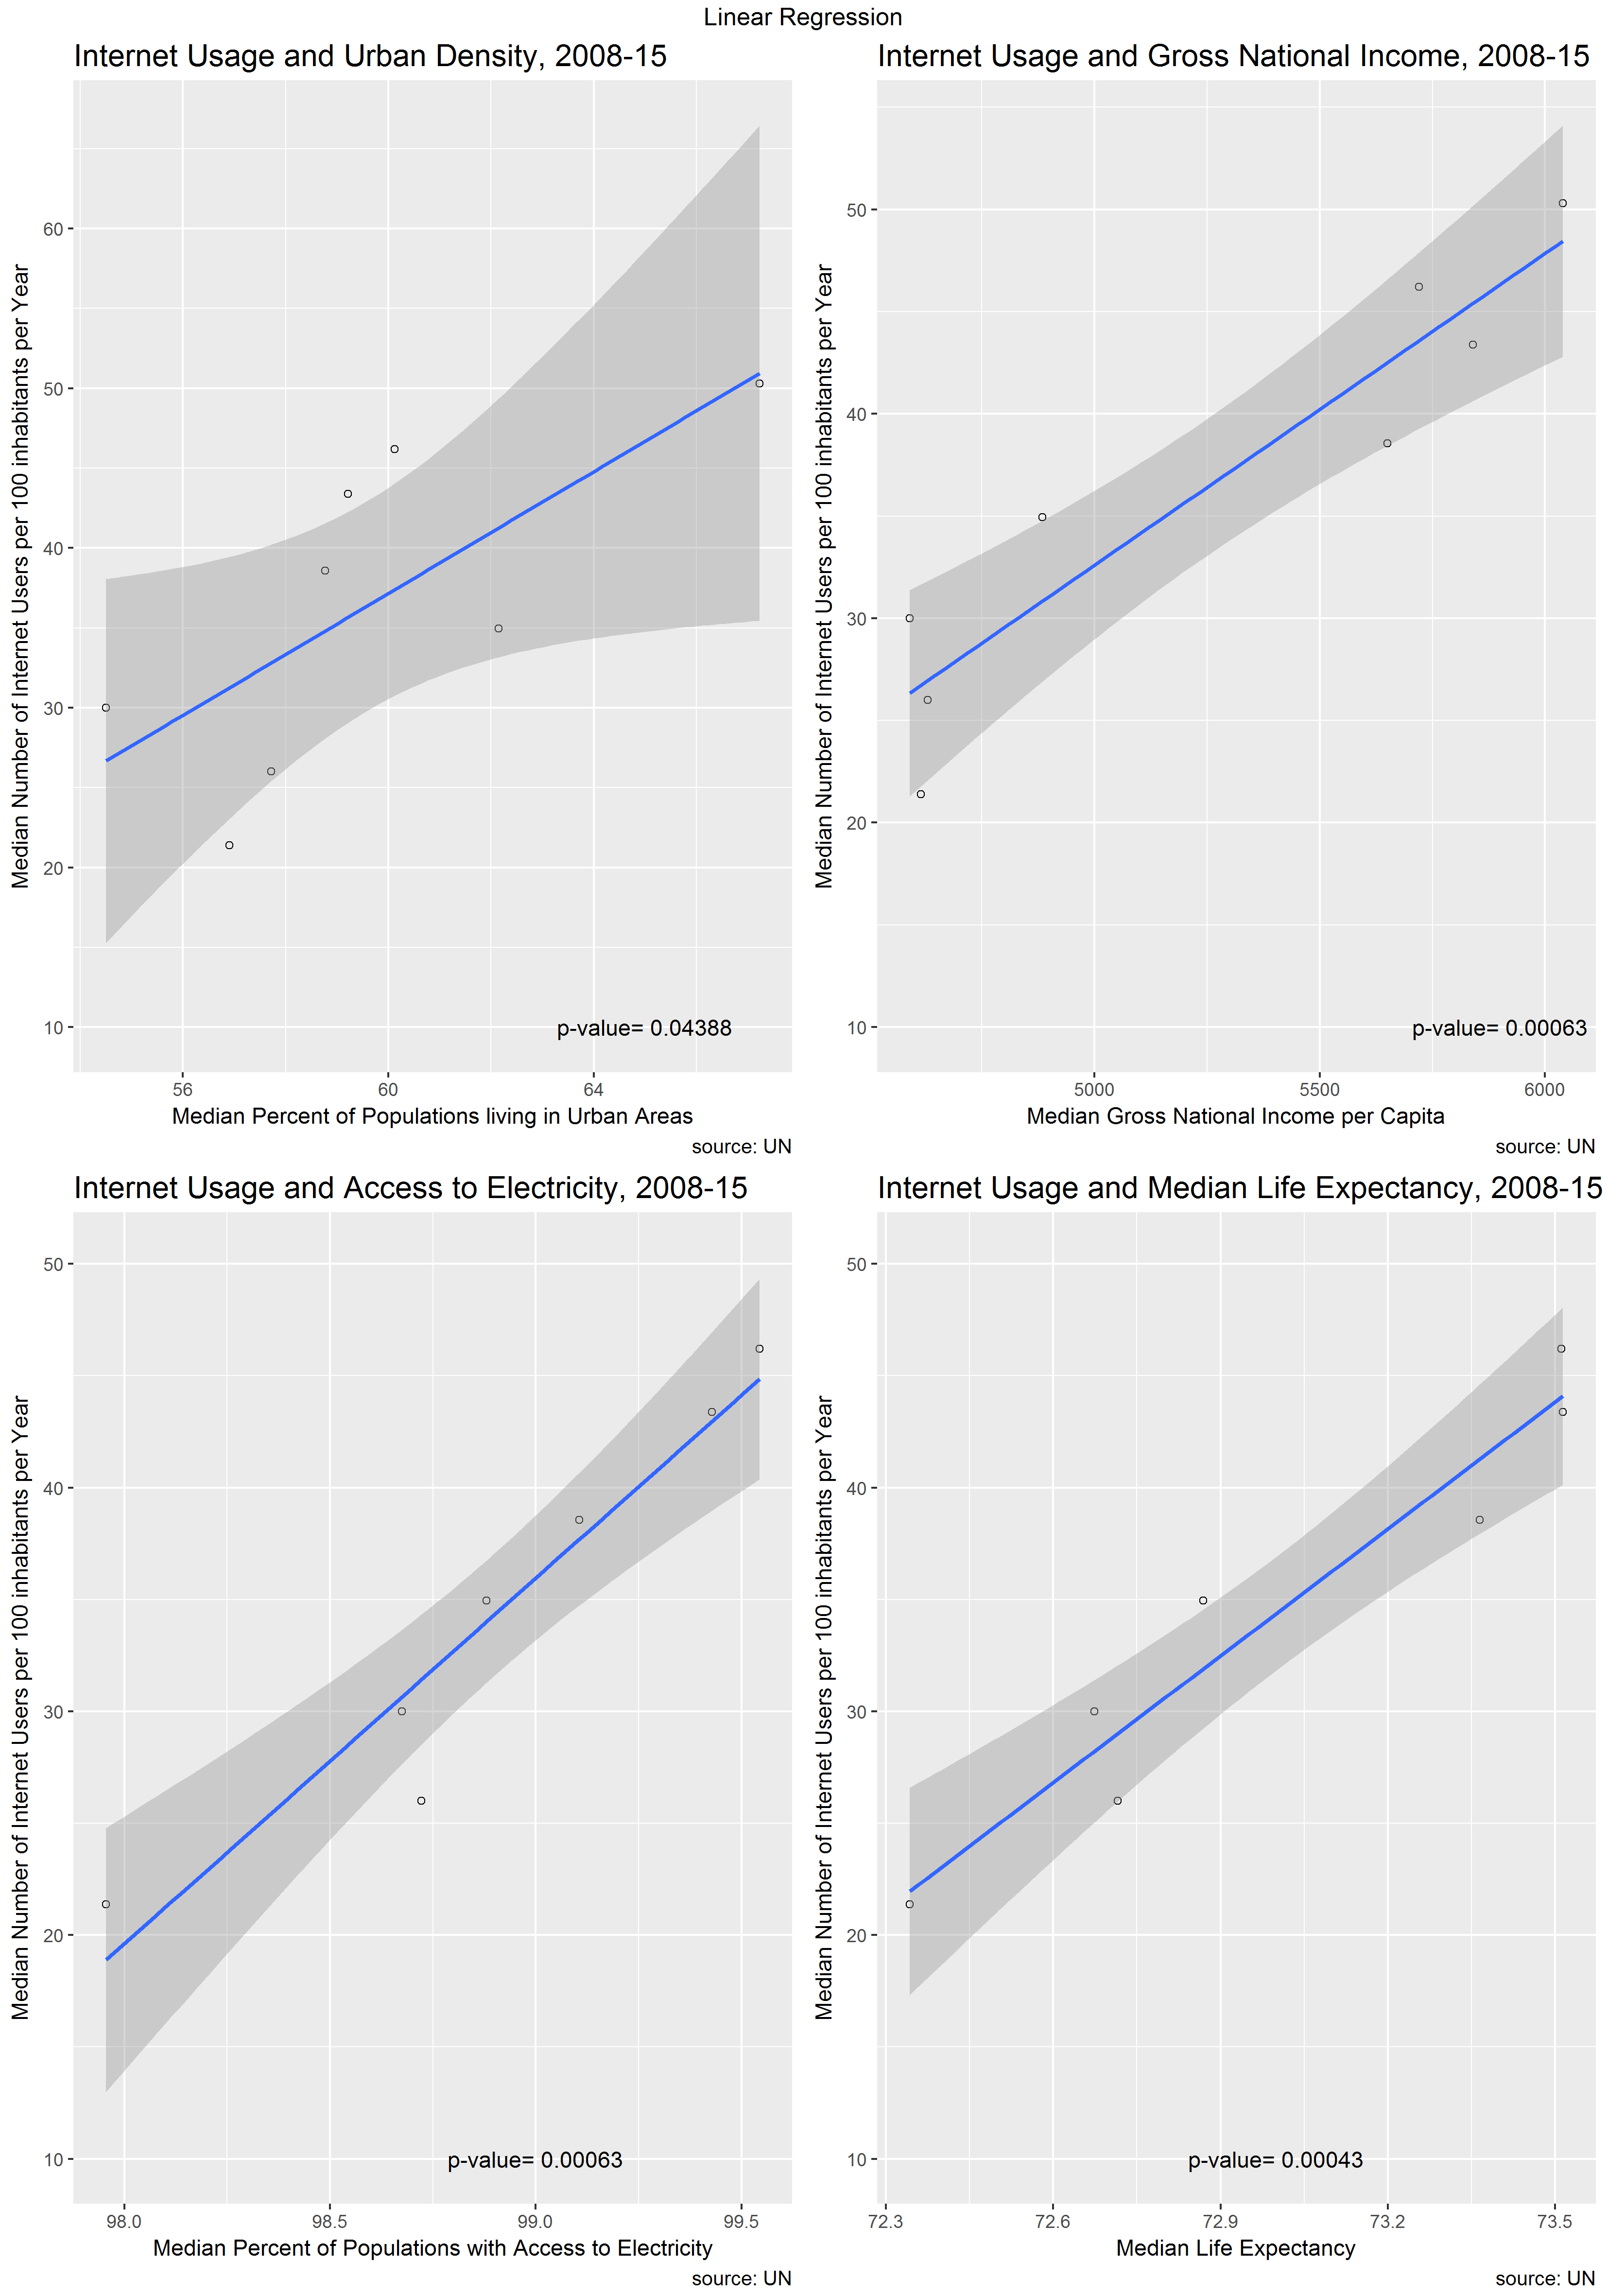 Linear Regression
Internet Usage and Urban Density, 2008-15
Median Number of Internet Users per 100 inhabitants per Year
60
50
40
30
20
10
p-value= 0.04388
56 60 64
Median Percent of Populations living in Urban Areas
source: UN
Internet Usage and Gross National Income, 2008-15
Median Number of Internet Users per 100 inhabitants per Year
50
40
30
20
10
p-value= 0.00063
5000 5500 6000
Median Gross National Income per Capita
source: UN
Internet Usage and Access to Electricity, 2008-15
Median Number of Internet Users per 100 inhabitants per Year
50
40
30
20
10
p-value= 0.00063
98.0 98.5 99.0 99.5
Median Percent of Populations with Access to Electricity
source: UN
Internet Usage and Median Life Expectancy, 2008-15
Median Number of Internet Users per 100 inhabitants per Year
50
40
30
20
10
p-value= 0.00043
72.3 72.6 72.9 73.2 73.5
Median Life Expectancy
source: UN